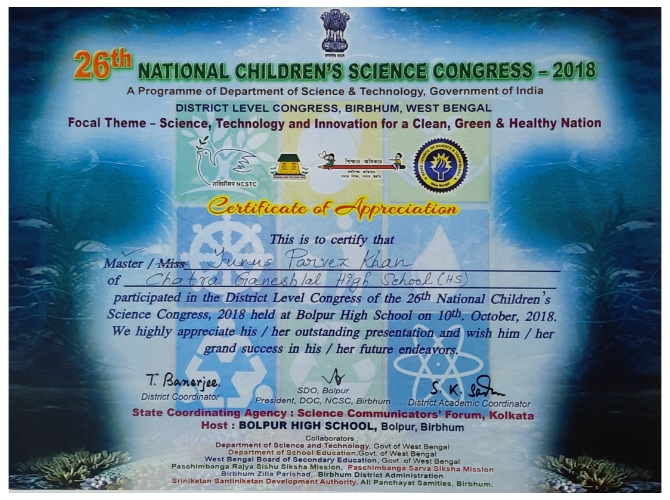 26th NATIONAL CHILDREN'S SCIENCE CONGRESS – 2018
A Programme of Department of Science & Technology, Government of India
DISTRICT LEVEL CONGRESS, BIRBHUM, WEST BENGAL
Focal Theme – Science, Technology and Innovation for a Clean, Green & Healthy Nation
NCSTC
শিক্ষার অধিকার
Certificate of Appreciation
This is to certify that
Master / Miss Yunus Parvez Khan
of Chatra Ganeshlal High School (HS)
participated in the District Level Congress of the 26th National Children's
Science Congress, 2018 held at Bolpur High School on 10th. October, 2018.
We highly appreciate his / her outstanding presentation and wish him / her
grand success in his / her future endeavors.
T. Banerjee
District Coordinator
SDO, Bolpur
President, DOC, NCSC, Birbhum
S. K.
District Academic Coordinator
State Coordinating Agency : Science Communicators' Forum, Kolkata
Host : BOLPUR HIGH SCHOOL, Bolpur, Birbhum
Collaborators :
Department of Science and Technology, Govt of West Bengal
Department of School Education,Govt. of West Bengal
West Bengal Board of Secondary Education, Govt. of West Bengal
Paschimbanga Rajya Sishu Siksha Mission, Paschimbanga Sarva Siksha Mission
Birbhum Zilla Parishad, Birbhum District Administration
Sriniketan Santiniketan Development Authority, All Panchayat Samities, Birbhum.